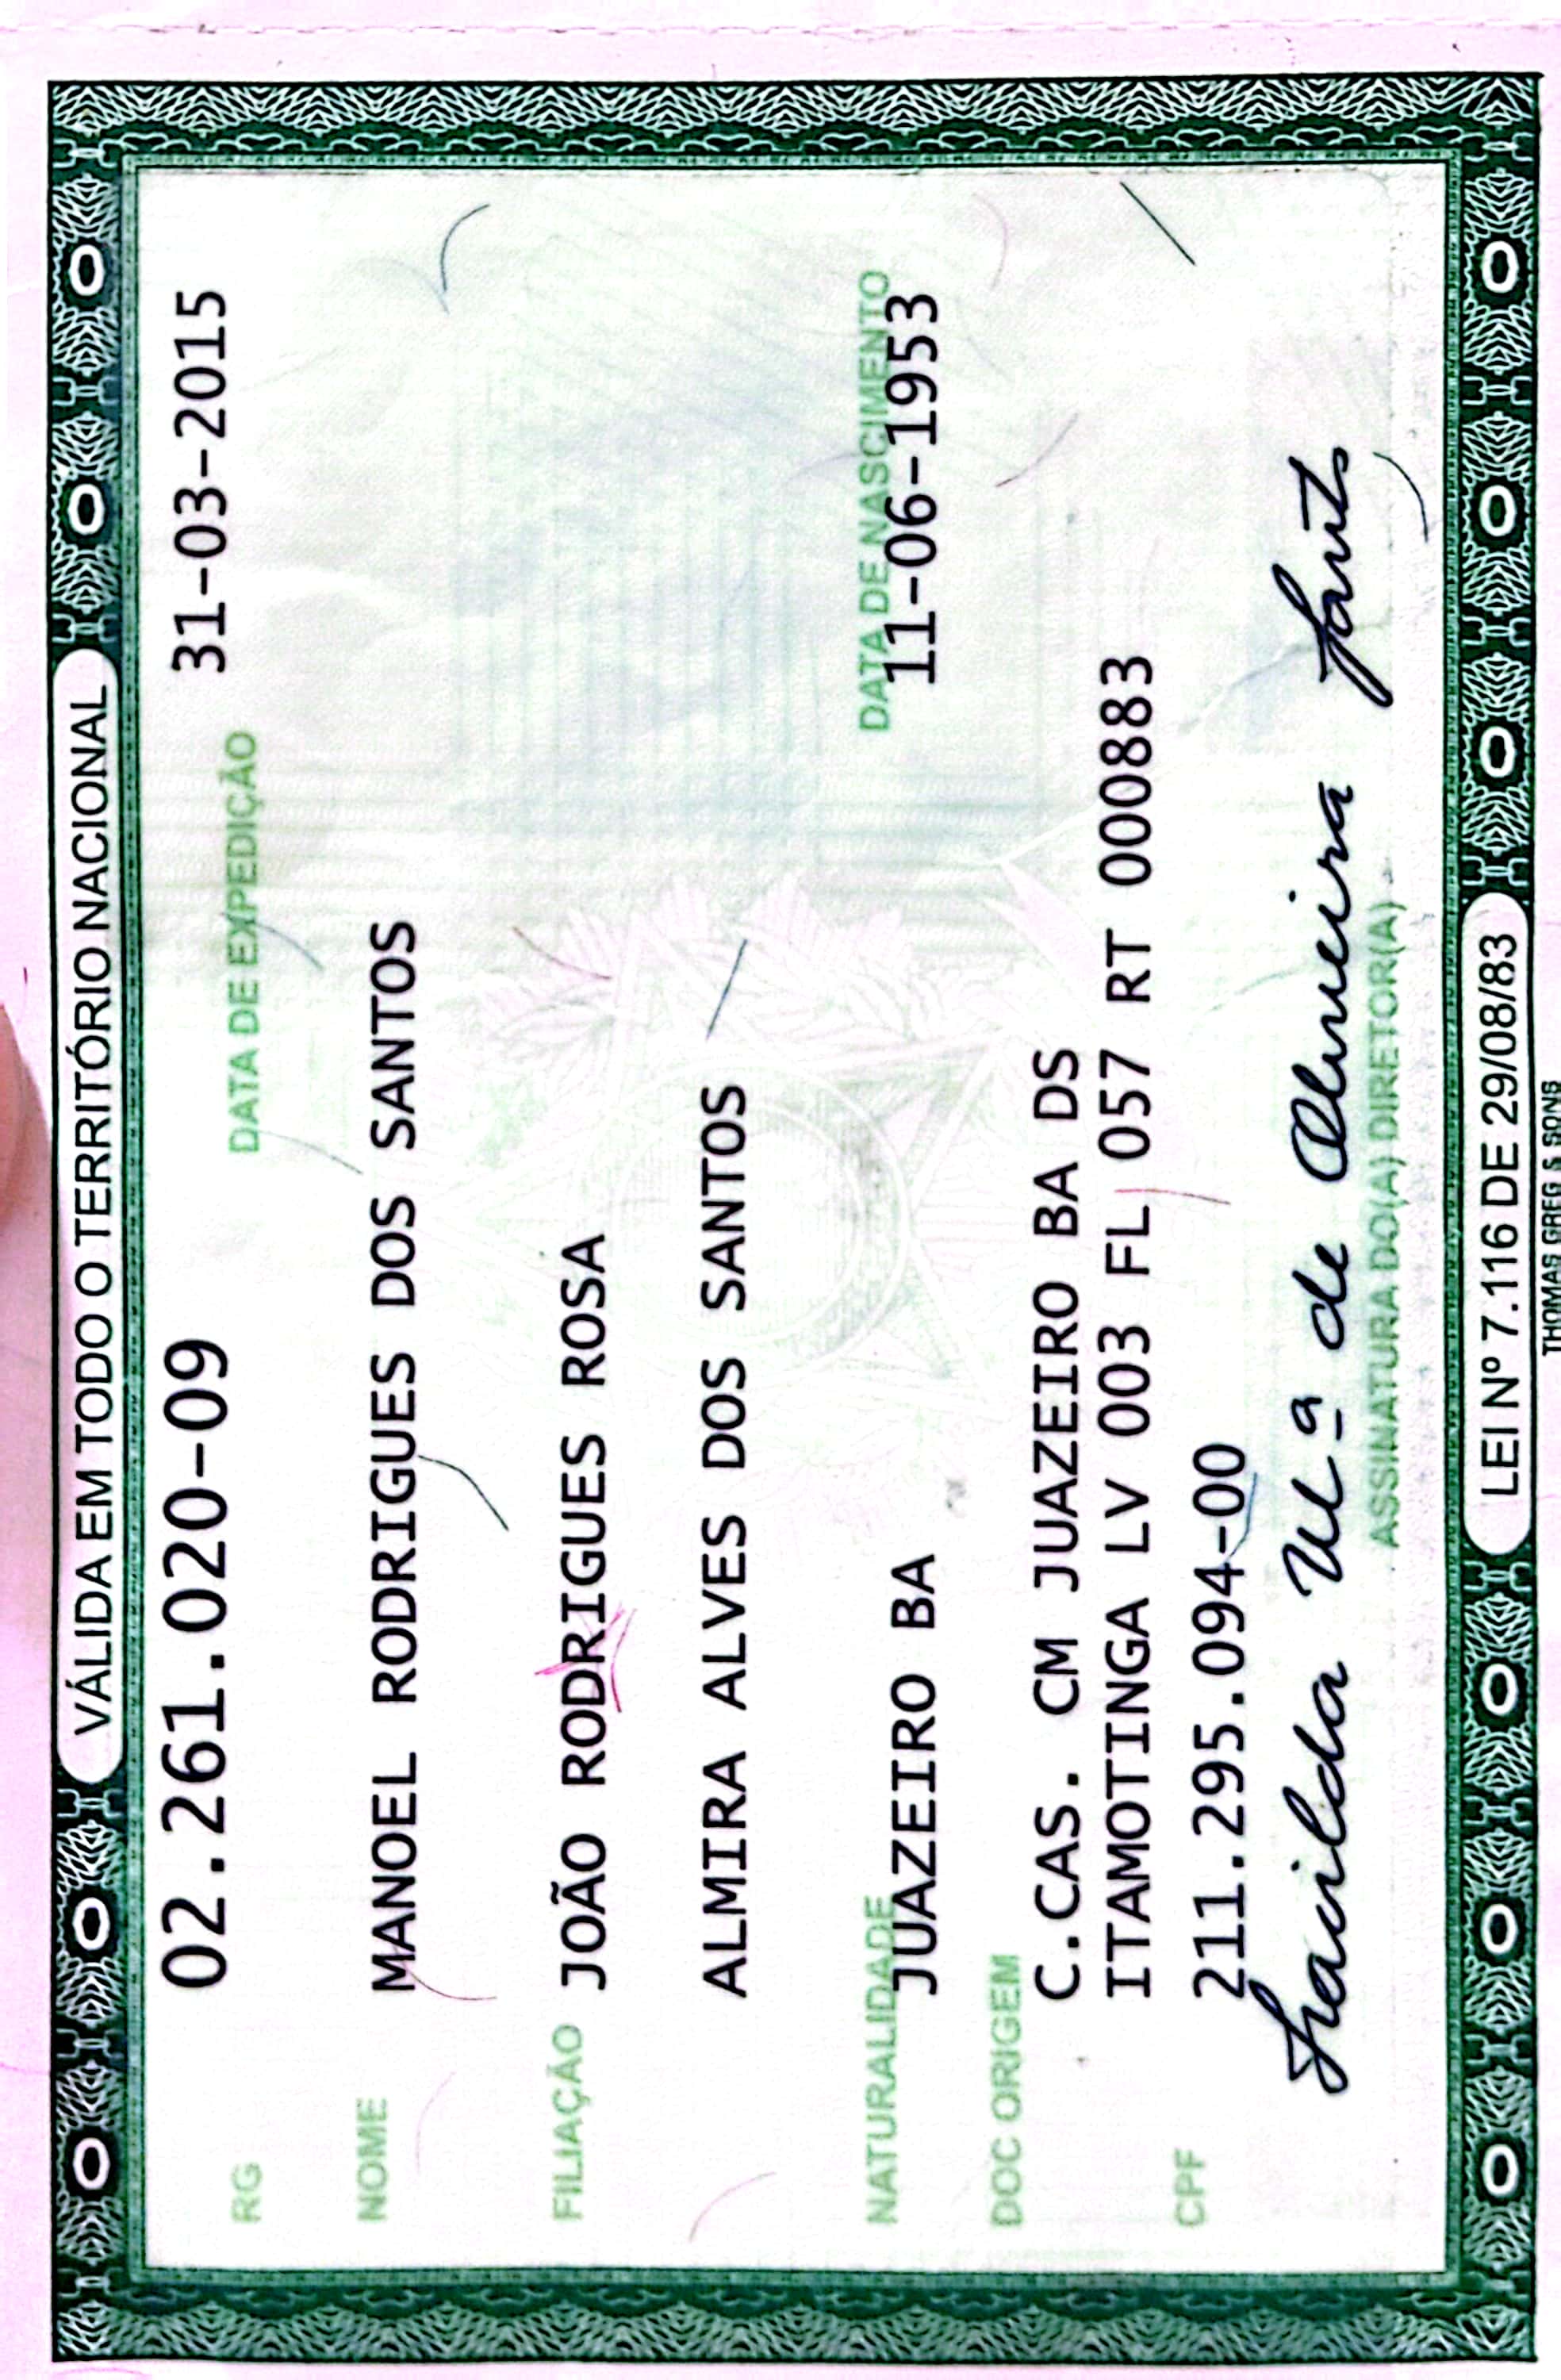 VÁLIDA EM TODO O TERRITÓRIO NACIONAL
RG 02.261.020-09 DATA DE EXPEDIÇÃO 31-03-2015
NOME MANOEL RODRIGUES DOS SANTOS
FILIAÇÃO JOÃO RODRIGUES ROSA
ALMIRA ALVES DOS SANTOS
NATURALIDADE DATA DE NASCIMENTO
JUAZEIRO BA 11-06-1953
DOC ORIGEM C.CAS. CM JUAZEIRO BA DS
ITAMOTINGA LV 003 FL 057 RT 000883
CPF 211.295.094-00
de
ASSINATURA DO(A) DIRETOR(A)
LEI Nº 7.116 DE 29/08/83
THOMAS GREG & SONS